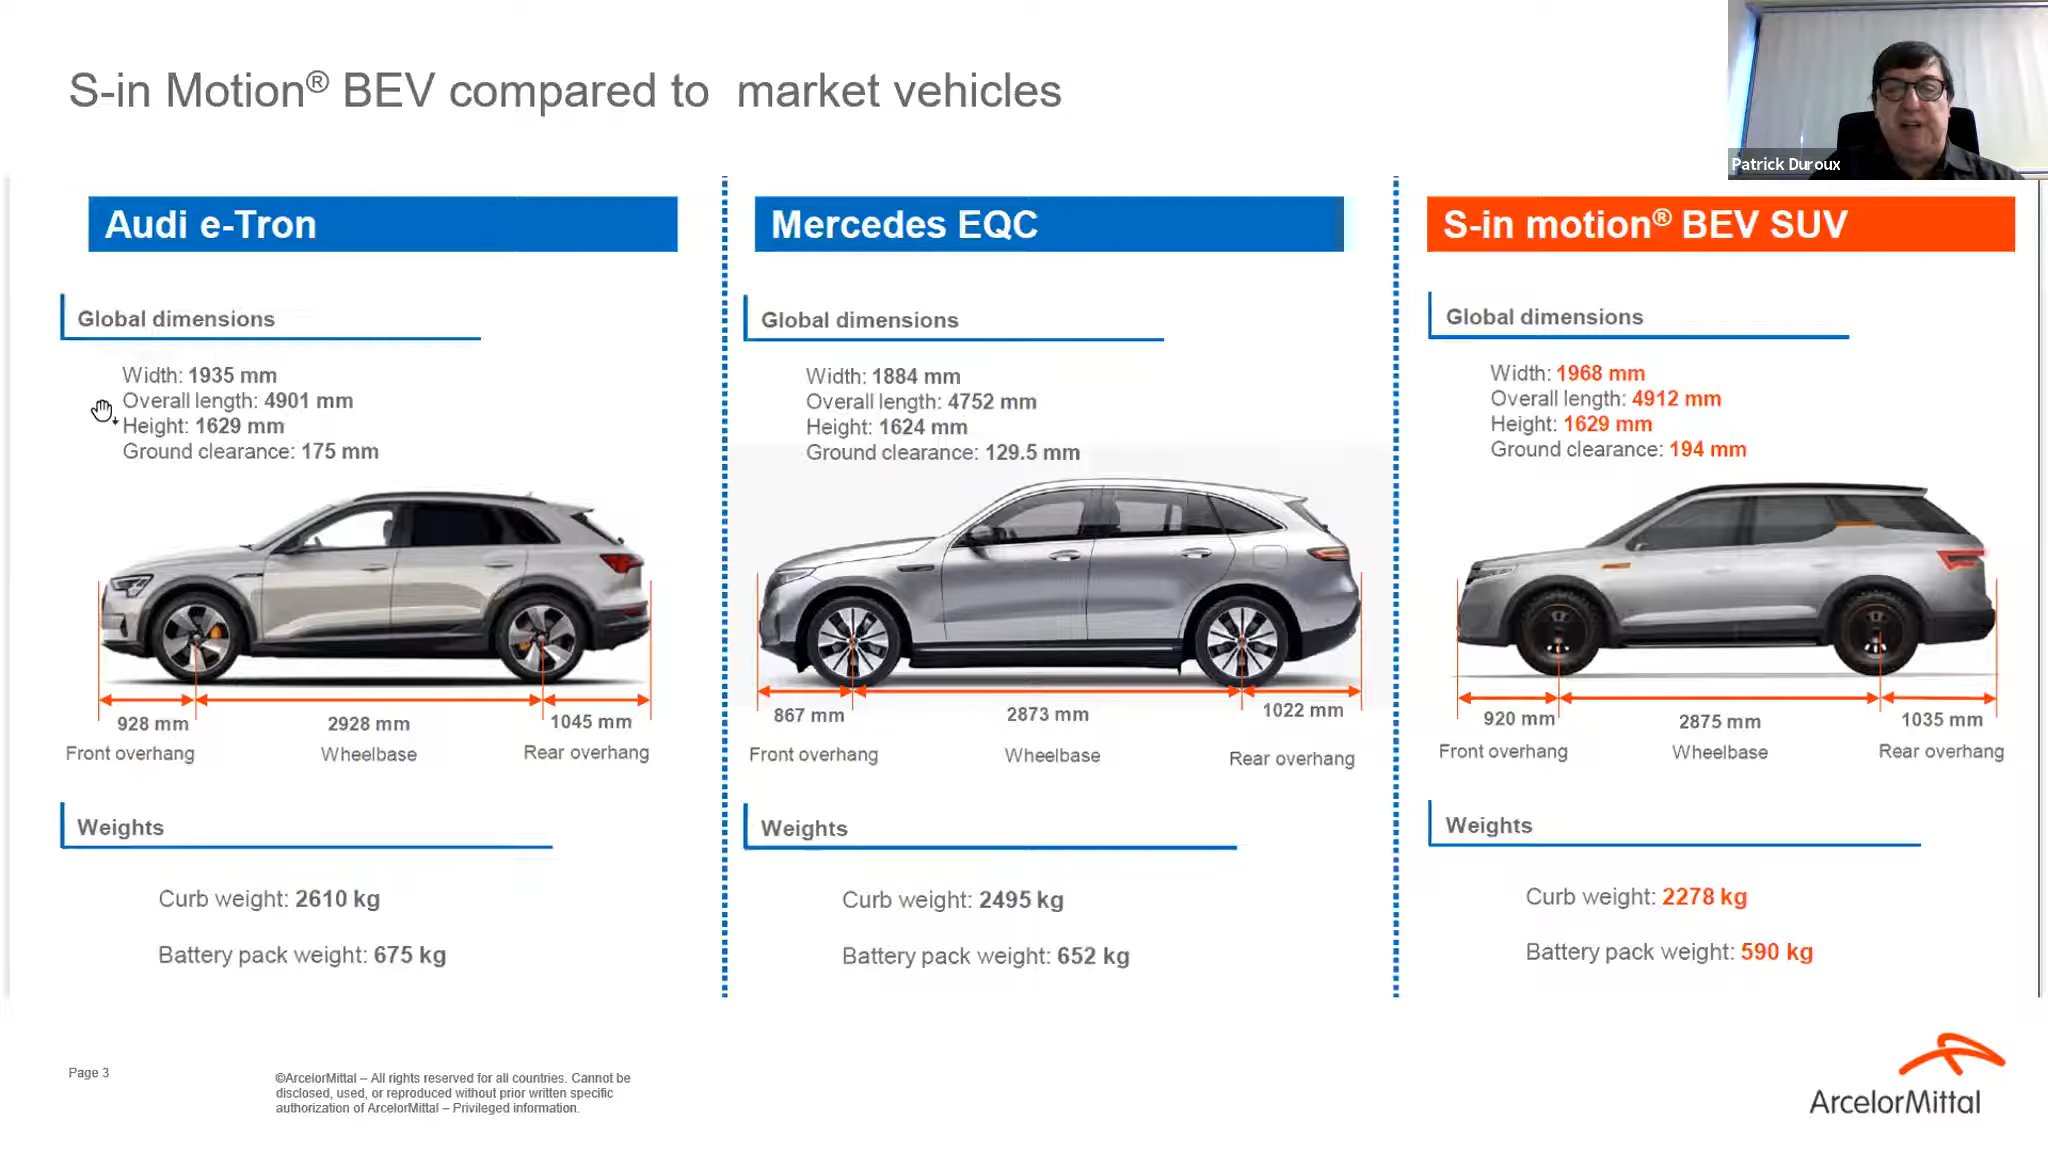 S-in Motion® BEV compared to market vehicles
Patrick Duroux
Audi e-Tron
Global dimensions
Width: 1935 mm
Overall length: 4901 mm
Height: 1629 mm
Ground clearance: 175 mm
928 mm
2928 mm
1045 mm
Front overhang
Wheelbase
Rear overhang
Weights
Curb weight: 2610 kg
Battery pack weight: 675 kg
Mercedes EQC
Global dimensions
Width: 1884 mm
Overall length: 4752 mm
Height: 1624 mm
Ground clearance: 129.5 mm
867 mm
2873 mm
1022 mm
Front overhang
Wheelbase
Rear overhang
Weights
Curb weight: 2495 kg
Battery pack weight: 652 kg
S-in motion® BEV SUV
Global dimensions
Width: 1968 mm
Overall length: 4912 mm
Height: 1629 mm
Ground clearance: 194 mm
920 mm
2875 mm
1035 mm
Front overhang
Wheelbase
Rear overhang
Weights
Curb weight: 2278 kg
Battery pack weight: 590 kg
Page 3
©ArcelorMittal – All rights reserved for all countries. Cannot be
disclosed, used, or reproduced without prior written specific
authorization of ArcelorMittal – Privileged information.
ArcelorMittal